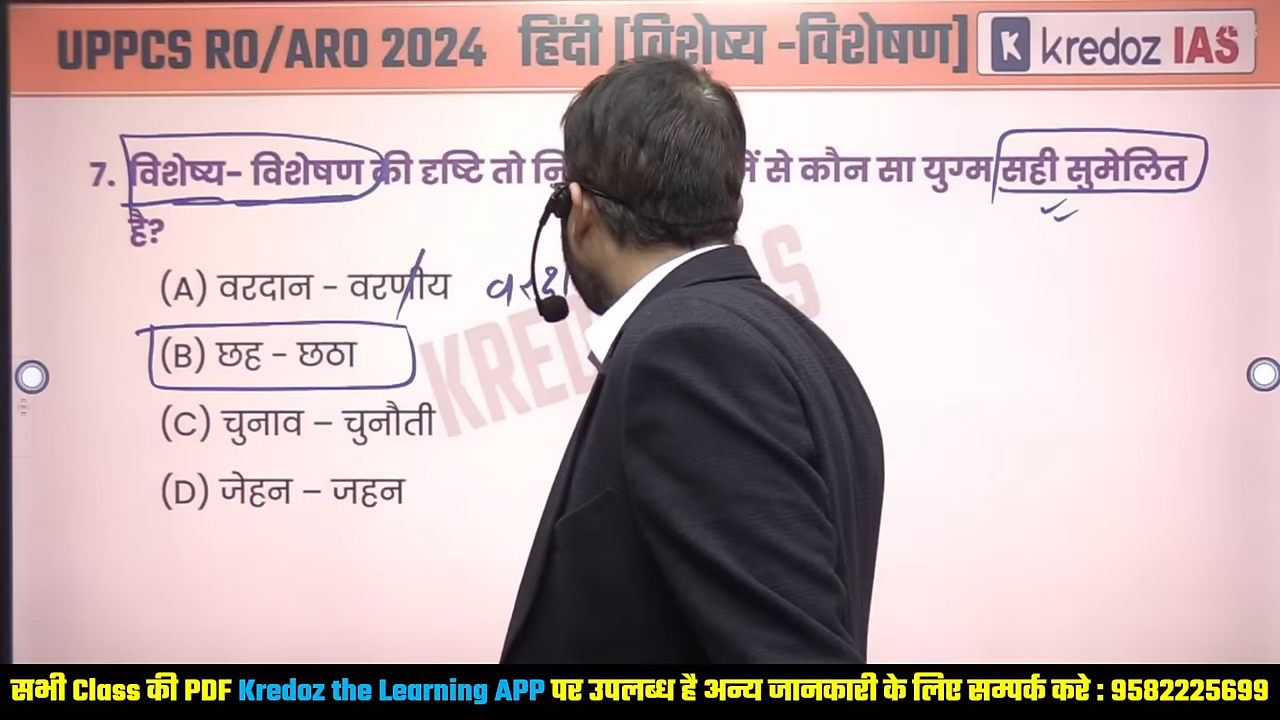 UPPCS RO/ARO 2024 हिंदी [विशेष्य -विशेषण] K kredoz IAS
7. विशेष्य- विशेषण की दृष्टि तो में से कौन सा युग्म सही सुमेलित
है?
(A) वरदान - वरणीय
(B) छह - छठा
(C) चुनाव – चुनौती
(D) जेहन – जहन
सभी Class की PDF Kredoz the Learning APP पर उपलब्ध है अन्य जानकारी के लिए सम्पर्क करे : 9582225699